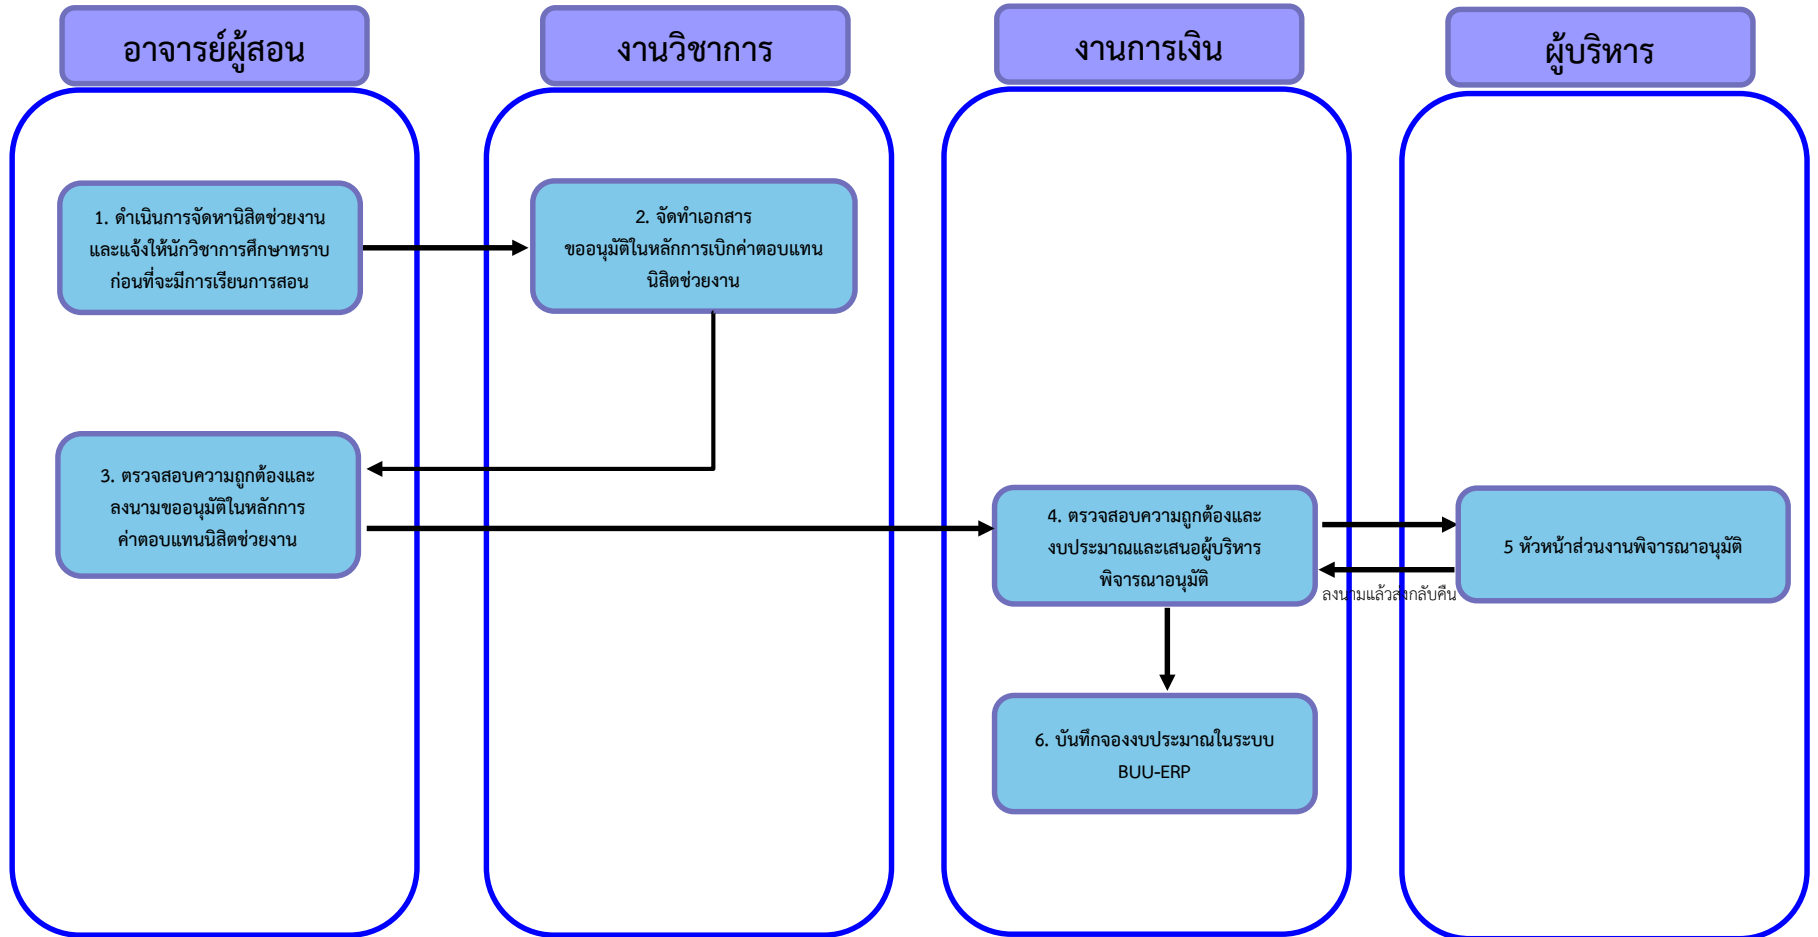 อาจารย์ผู้สอน
งานวิชาการ
งานการเงิน
ผู้บริหาร
1. ดำเนินการจัดหานิสิตช่วยงาน
และแจ้งให้นักวิชาการศึกษาทราบ
ก่อนที่จะมีการเรียนการสอน
2. จัดทำเอกสาร
ขออนุมัติในหลักการเบิกค่าตอบแทน
นิสิตช่วยงาน
3. ตรวจสอบความถูกต้องและ
ลงนามขออนุมัติในหลักการ
ค่าตอบแทนนิสิตช่วยงาน
4. ตรวจสอบความถูกต้องและ
งบประมาณและเสนอผู้บริหาร
พิจารณาอนุมัติ
5 หัวหน้าส่วนงานพิจารณาอนุมัติ
ลงนามแล้วส่งกลับคืน
6. บันทึกจองงบประมาณในระบบ
BUU-ERP